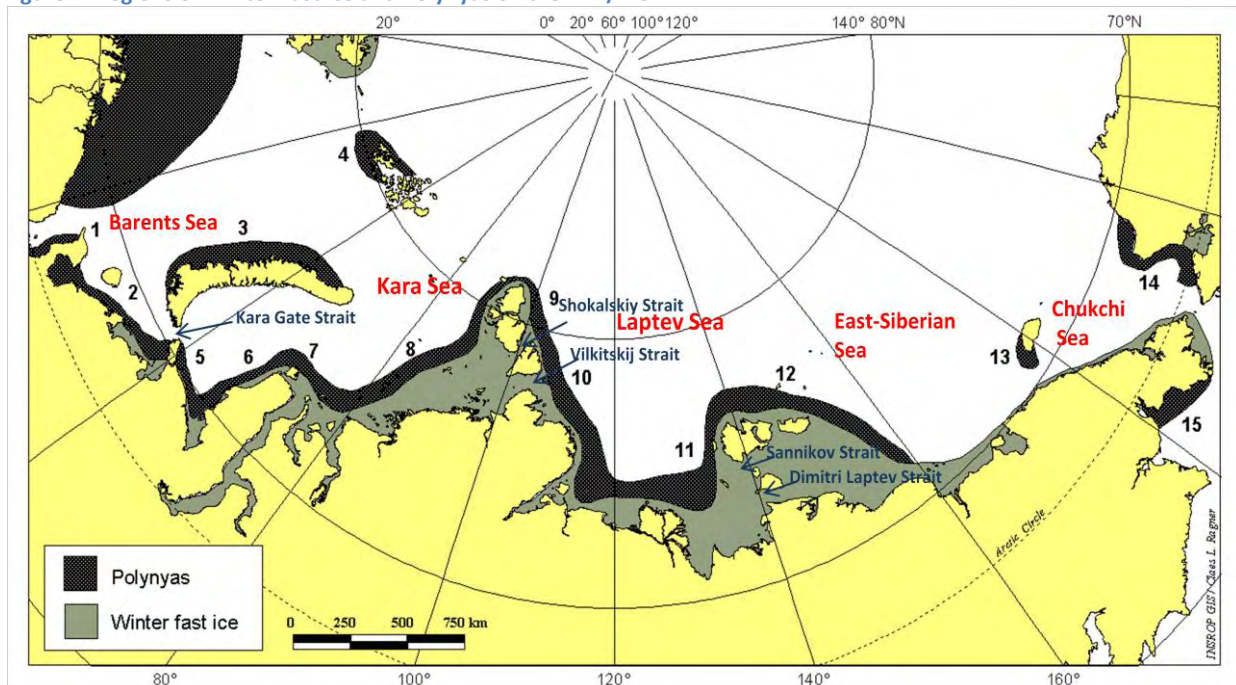 20° 0° 20° 60° 100° 120° 140° 80°N 70°N
4
1 Barents Sea 3
2 Kara Sea
Kara Gate Strait
9 Shokalskiy Strait
Laptev Sea
East-Siberian
Sea
Chukchi
Sea
14
13
5 6 7 8
Vilkitskij Strait
10
12
11
15
Sannikov Strait
Dimitri Laptev Strait
Arctic Circle
Polynyas
Winter fast ice
0 250 500 750 km
INSROP GIS / Claes L. Ragner
80° 100° 120° 140° 160°